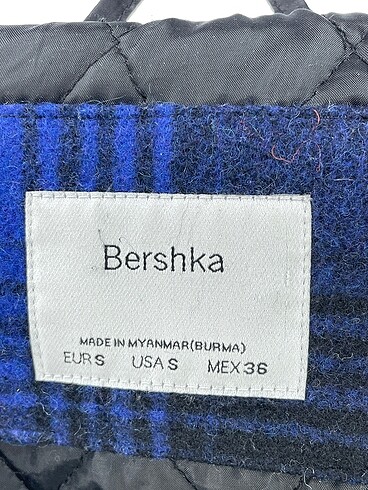 Bershka
MADE IN MYANMAR(BURMA)
EUR S USA S MEX 36